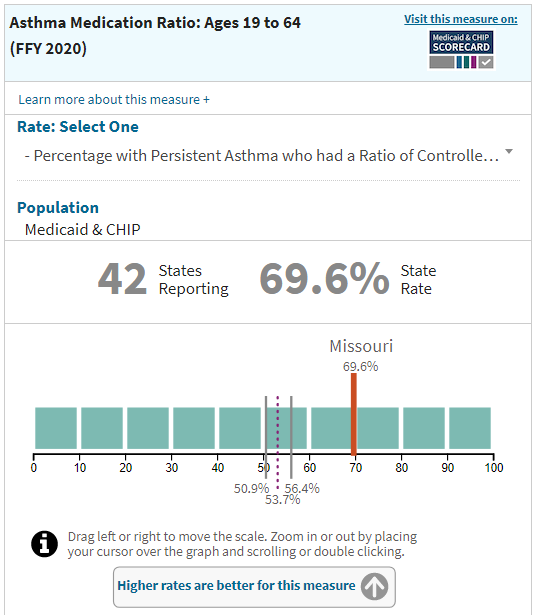 Asthma Medication Ratio: Ages 19 to 64
(FFY 2020)
Visit this measure on:
Medicaid & CHIP
SCORECARD
Learn more about this measure +
Rate: Select One
- Percentage with Persistent Asthma who had a Ratio of Controlle...
Population
Medicaid & CHIP
42 States
Reporting
69.6% State
Rate
Missouri
69.6%
0 10 20 30 40 50 60 70 80 90 100
50.9% 56.4%
53.7%
Drag left or right to move the scale. Zoom in or out by placing
your cursor over the graph and scrolling or double clicking.
Higher rates are better for this measure